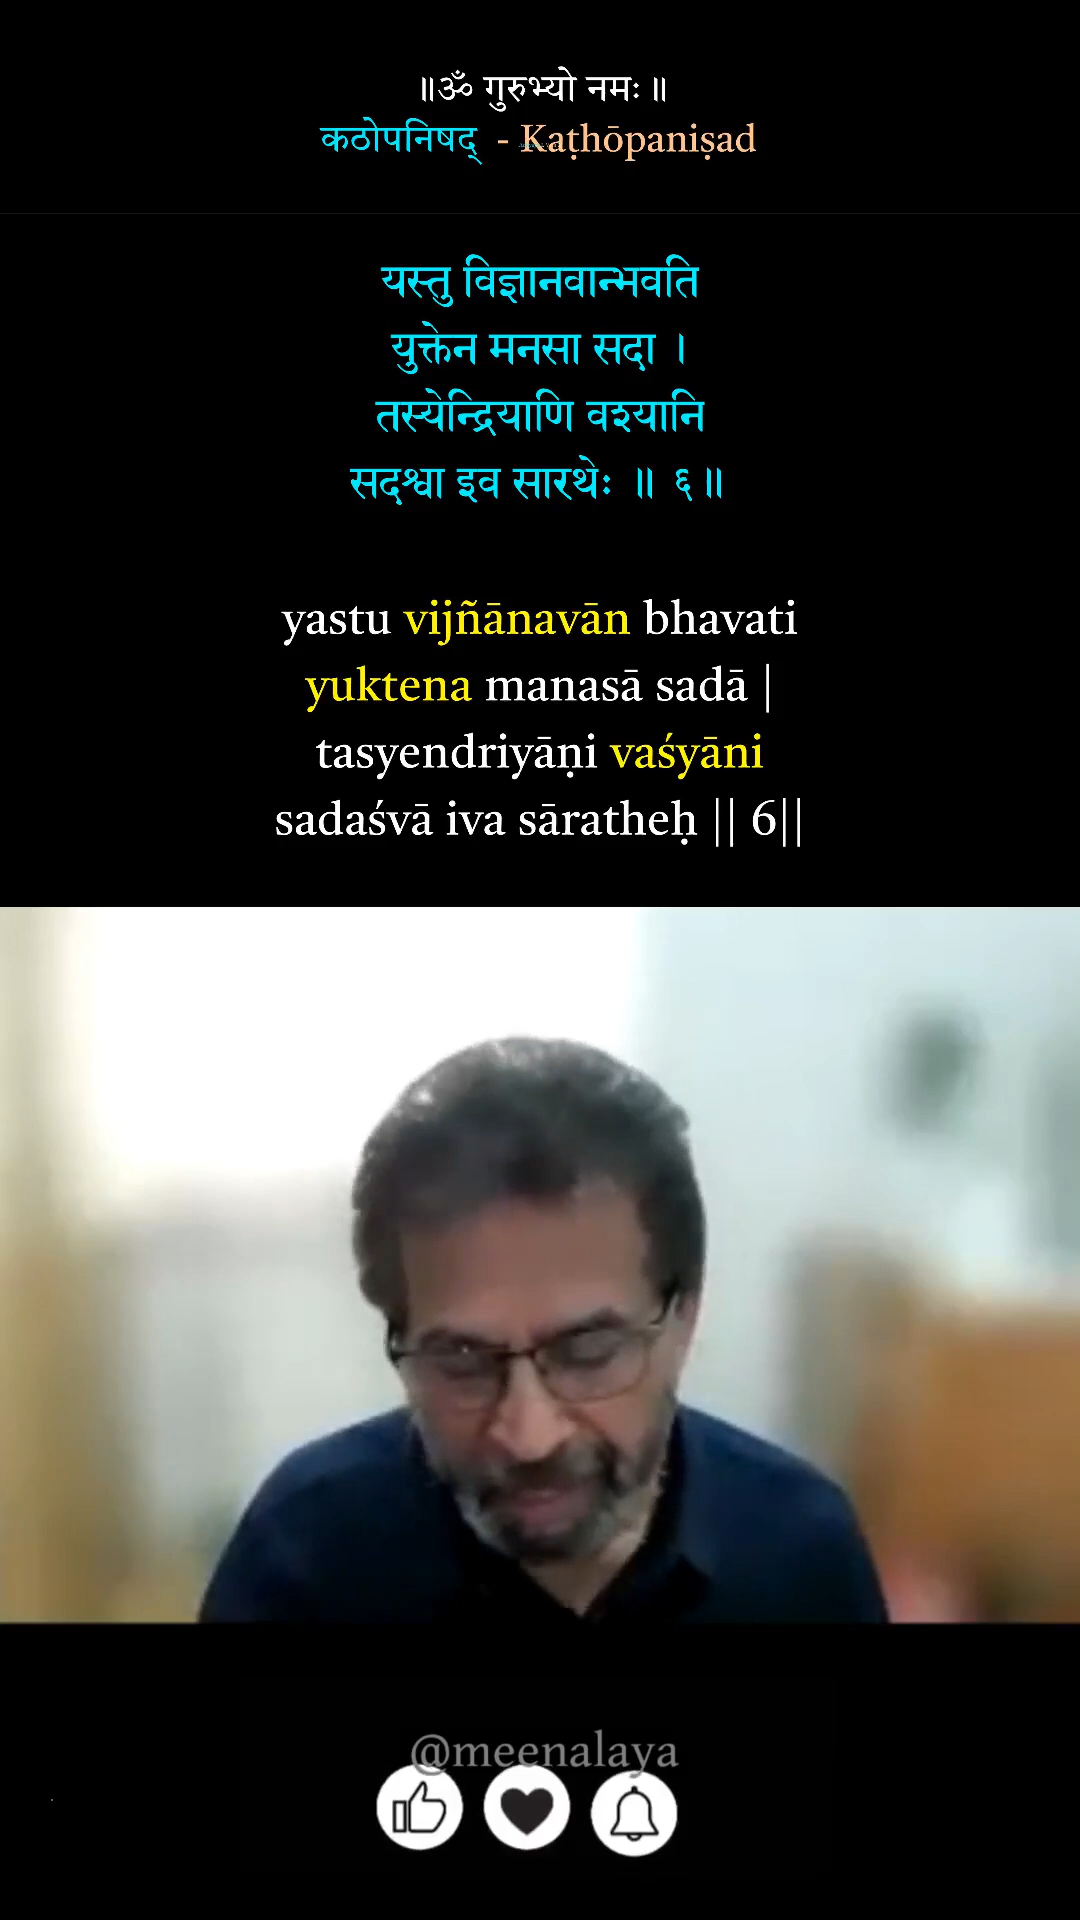 ॥ॐ गुरुभ्यो नमः॥
कठोपनिषद् - Kaṭhōpaniṣad
यस्तु विज्ञानवान्भवति
युक्तेन मनसा सदा ।
तस्येन्द्रियाणि वश्यानि
सदश्वा इव सारथेः ॥ ६॥
yastu vijñānavān bhavati
yuktena manasā sadā |
tasyendriyāṇi vaśyāni
sadaśvā iva sāratheḥ || 6||
@meenalaya